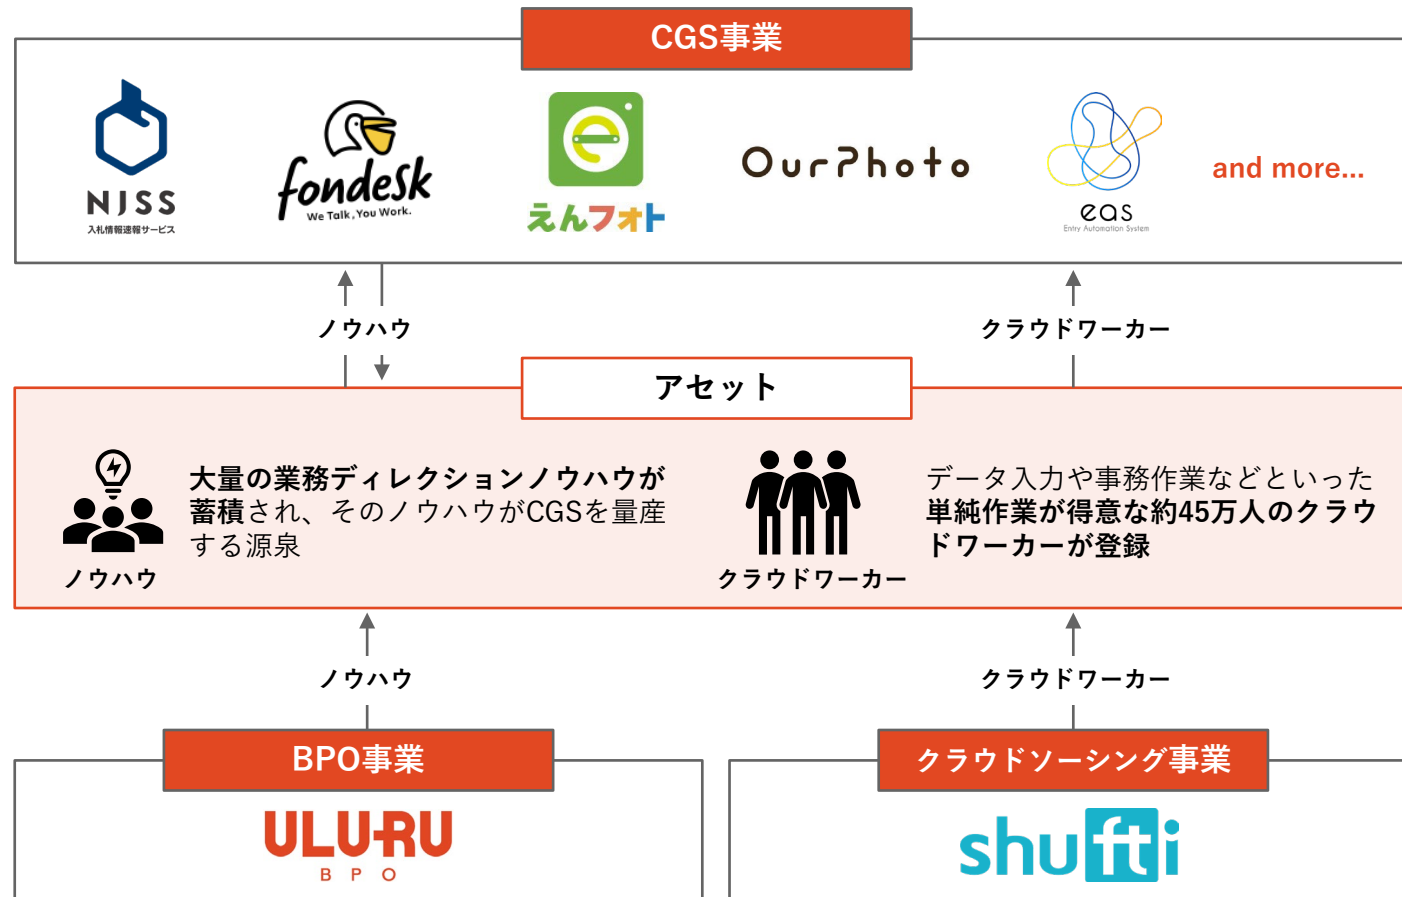 CGS事業
NJSS
入札情報速報サービス
fondesk
We Talk, You Work.
えんフォト
OurPhoto
eas
Entry Automation System
and more...
ノウハウ
クラウドワーカー
アセット
大量の業務ディレクションノウハウが
蓄積され、そのノウハウがCGSを量産
する源泉
ノウハウ
データ入力や事務作業などといった
単純作業が得意な約45万人のクラウ
ドワーカーが登録
クラウドワーカー
ノウハウ
クラウドワーカー
BPO事業
ULURU
BPO
クラウドソーシング事業
shufti